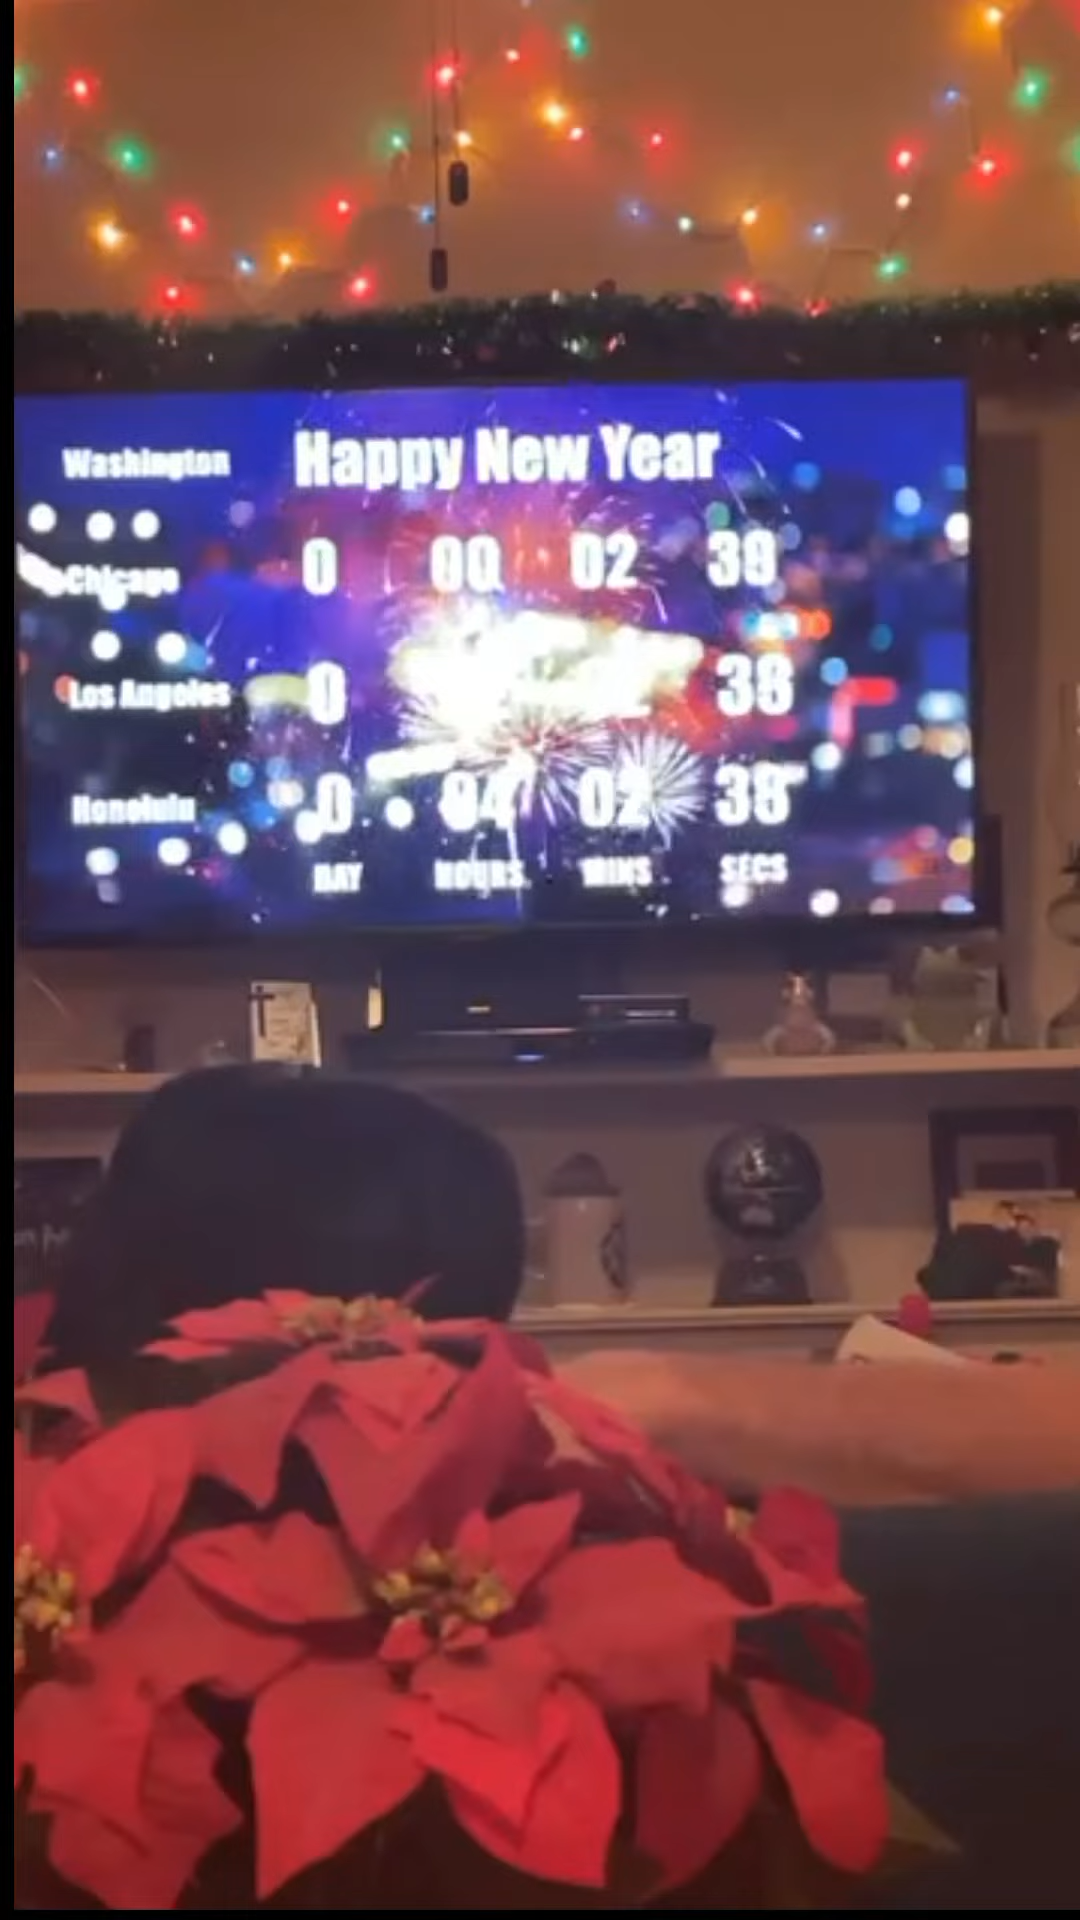 Washington Happy New Year
Chicago 0 00 02 39
Los Angeles 0 38
Honolulu 0 04 02 38
DAY HOURS MINS SECS